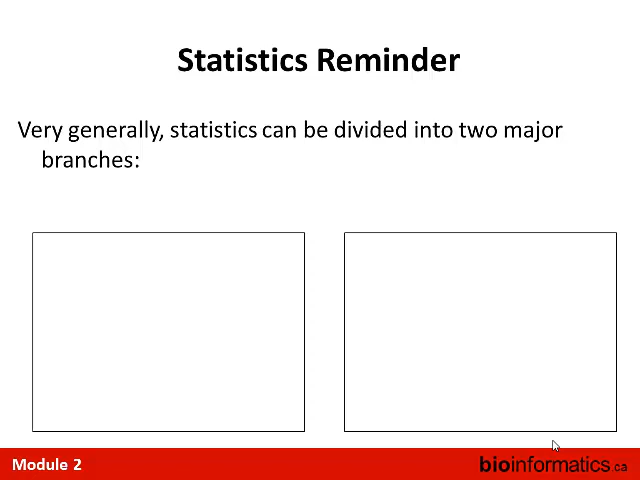 Statistics Reminder
Very generally, statistics can be divided into two major
branches:
Module 2
bioinformatics.ca